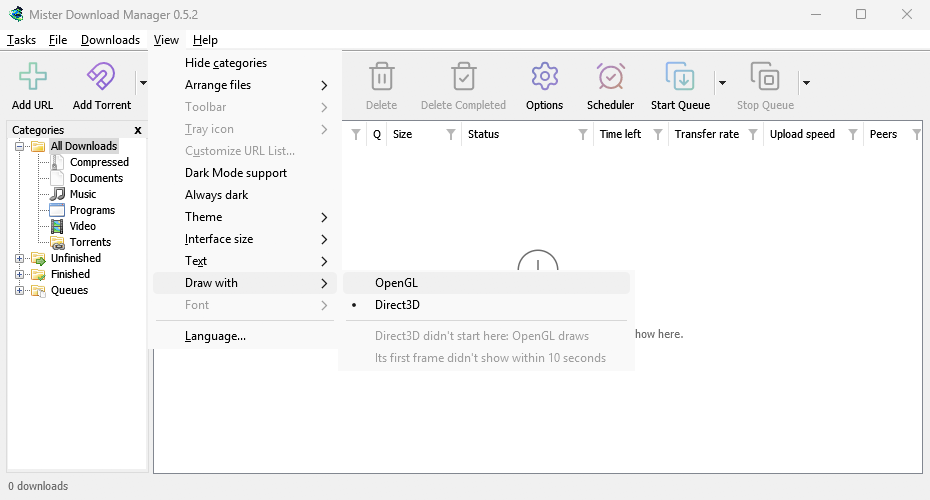 Mister Download Manager 0.5.2
Tasks File Downloads View Help
Add URL
Add Torrent
Delete
Delete Completed
Options
Scheduler
Start Queue
Stop Queue
Hide categories
Arrange files
Toolbar
Tray icon
Customize URL List...
Dark Mode support
Always dark
Theme
Interface size
Text
Draw with
Font
Language...
OpenGL
Direct3D
Direct3D didn't start here: OpenGL draws
Its first frame didn't show within 10 seconds
Categories x
All Downloads
Compressed
Documents
Music
Programs
Video
Torrents
Unfinished
Finished
Queues
Q Size Status Time left Transfer rate Upload speed Peers
how here.
0 downloads